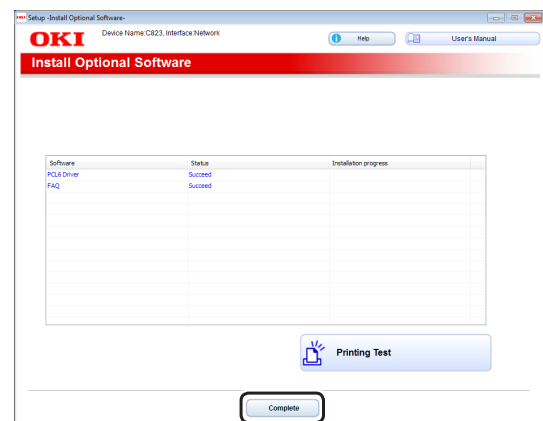 Setup -Install Optional Software-
OKI Device Name:C823, Interface:Network Help User's Manual
Install Optional Software
Software Status Installation progress
PCL6 Driver Succeed
FAQ Succeed
Printing Test
Complete